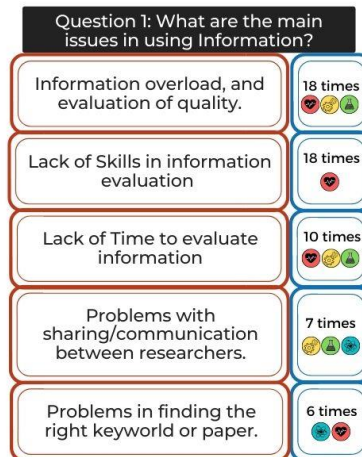 Question 1: What are the main
issues in using Information?
Information overload, and
evaluation of quality.
18 times
Lack of Skills in information
evaluation
18 times
Lack of Time to evaluate
information
10 times
Problems with
sharing/communication
between researchers.
7 times
Problems in finding the
right keyworld or paper.
6 times